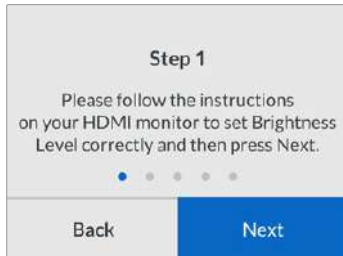 Step 1
Please follow the instructions
on your HDMI monitor to set Brightness
Level correctly and then press Next.
Back
Next